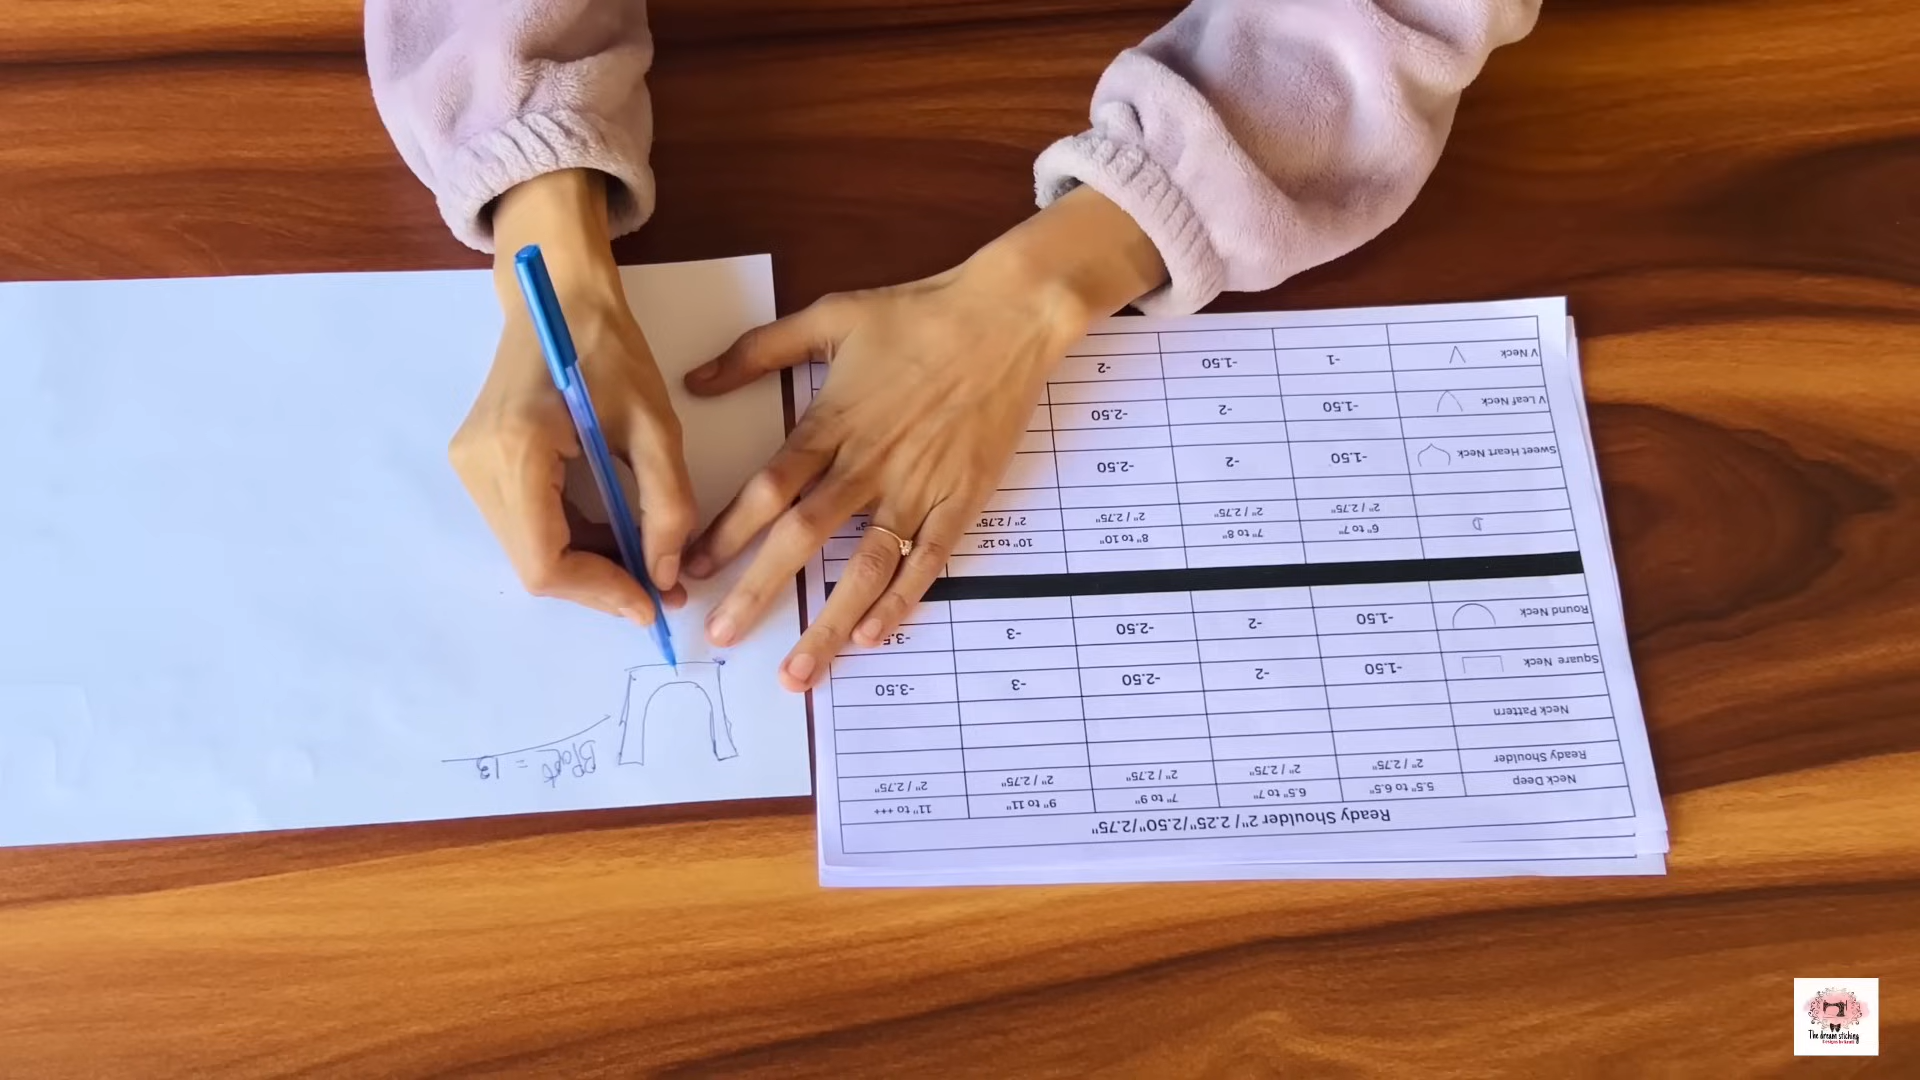 Ready Shoulder 2" / 2.25"/2.50"/2.75"
Neck Deep 5.5" to 6.5" 6.5" to 7" 7" to 9" 9" to 11" 11" to +++
Ready Shoulder 2" / 2.75" 2" / 2.75" 2" / 2.75" 2" / 2.75" 2" / 2.75"
Neck Pattern
Square Neck -1.50 -2 -2.50 -3 -3.50
Round Neck -1.50 -2 -2.50 -3
D 6" to 7" 7" to 8" 8" to 10" 10" to 12"
2" / 2.75" 2" / 2.75" 2" / 2.75" 2" / 2.75"
Sweet Heart Neck -1.50 -2 -2.50
V Leaf Neck -1.50 -2 -2.50
V Neck -1 -1.50 -2
= 13
The dream stiching